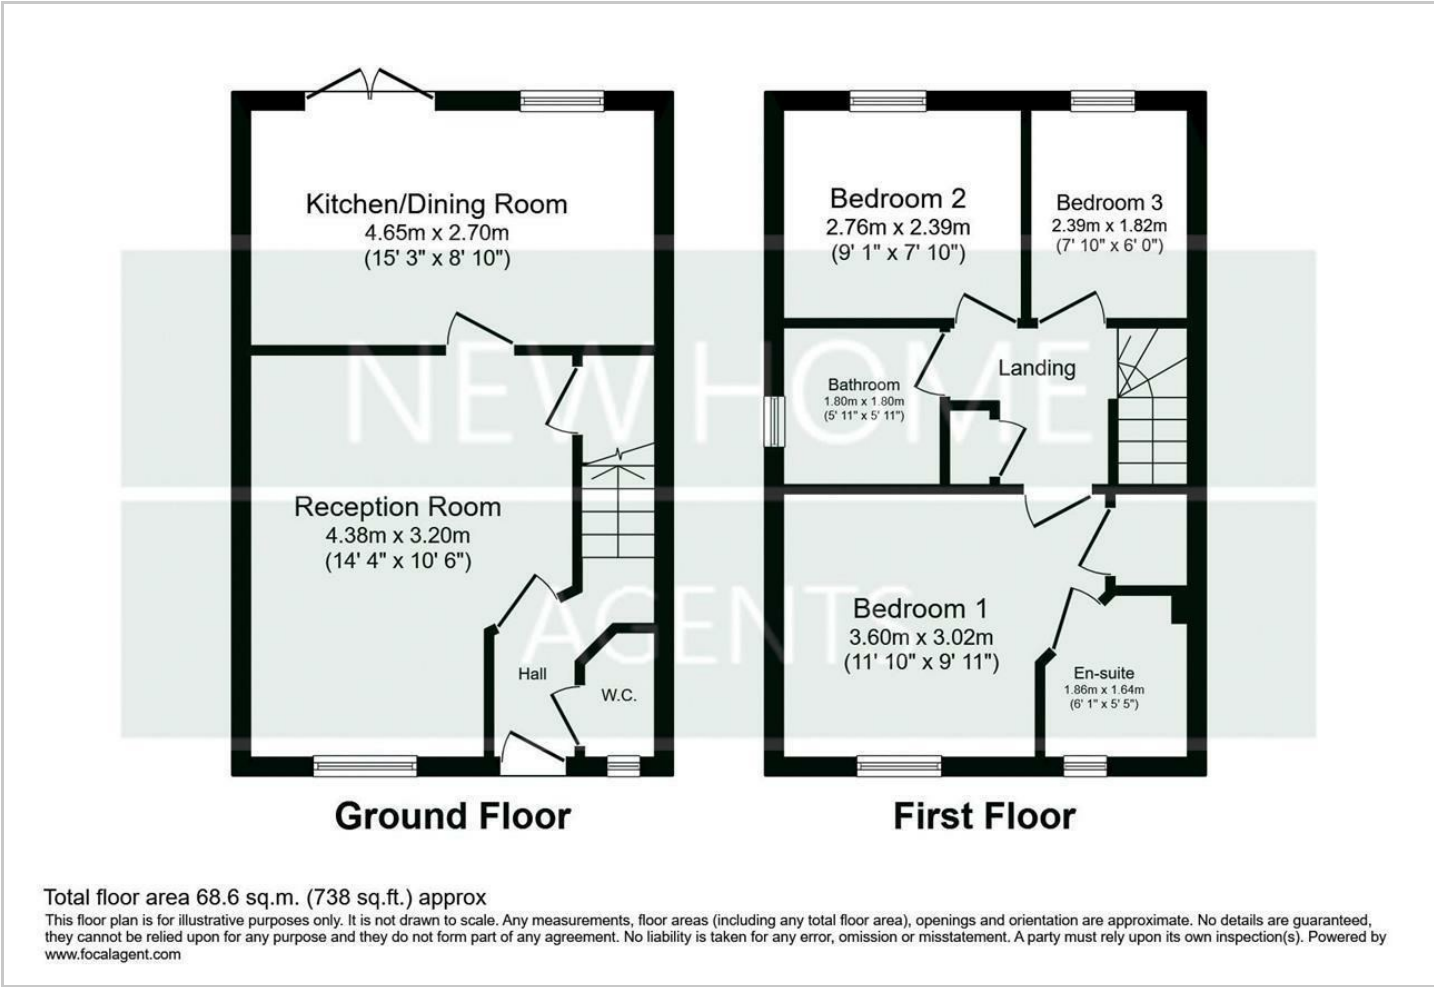 Kitchen/Dining Room
4.65m x 2.70m
(15' 3" x 8' 10")
Reception Room
4.38m x 3.20m
(14' 4" x 10' 6")
Hall
W.C.
Ground Floor
Bedroom 2
2.76m x 2.39m
(9' 1" x 7' 10")
Bedroom 3
2.39m x 1.82m
(7' 10" x 6' 0")
Bathroom
1.80m x 1.80m
(5' 11" x 5' 11")
Landing
Bedroom 1
3.60m x 3.02m
(11' 10" x 9' 11")
En-suite
1.86m x 1.64m
(6' 1" x 5' 5")
First Floor
NEW HOME
AGENTS
Total floor area 68.6 sq.m. (738 sq.ft.) approx
This floor plan is for illustrative purposes only. It is not drawn to scale. Any measurements, floor areas (including any total floor area), openings and orientation are approximate. No details are guaranteed,
they cannot be relied upon for any purpose and they do not form part of any agreement. No liability is taken for any error, omission or misstatement. A party must rely upon its own inspection(s). Powered by
www.focalagent.com